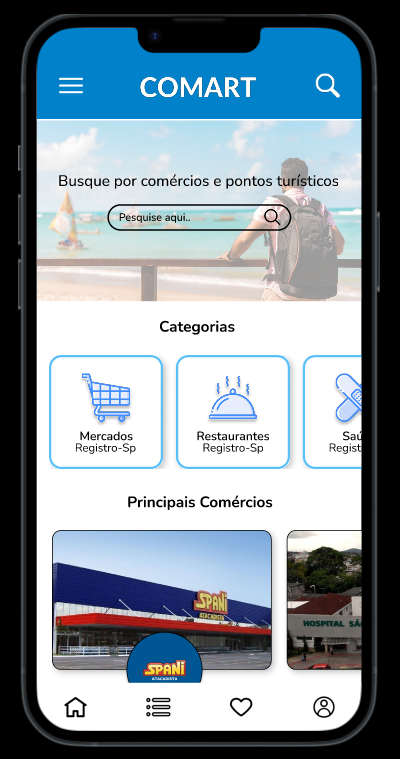 COMART
Busque por comércios e pontos turísticos
Pesquise aqui..
Categorias
Mercados
Registro-Sp
Restaurantes
Registro-Sp
Saú
Regist
Principais Comércios
SPANI
ATACADISTA
HOSPITAL SÃ
SPANI
ATACADISTA